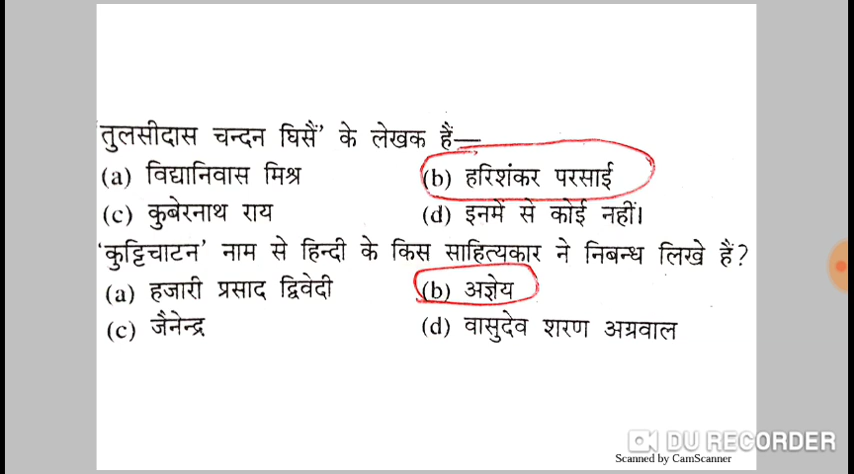 'तुलसीदास चन्दन घिसैं' के लेखक हैं—
(a) विद्यानिवास मिश्र (b) हरिशंकर परसाई
(c) कुबेरनाथ राय (d) इनमें से कोई नहीं।
'कुट्टिचाटन' नाम से हिन्दी के किस साहित्यकार ने निबन्ध लिखे हैं?
(a) हजारी प्रसाद द्विवेदी (b) अज्ञेय
(c) जैनेन्द्र (d) वासुदेव शरण अग्रवाल
DU RECORDER
Scanned by CamScanner